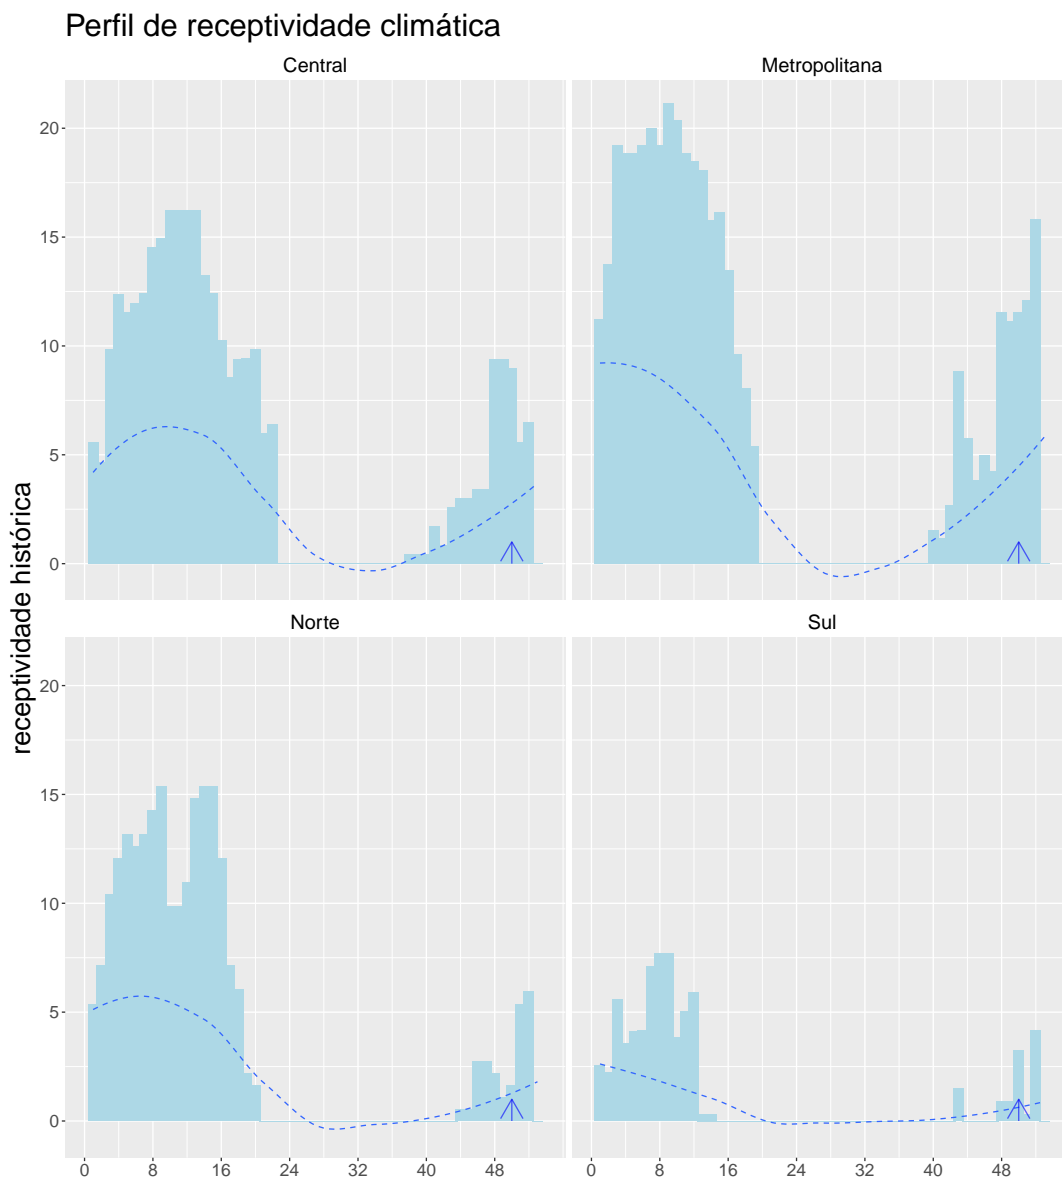 Perfil de receptividade climática
Central
Metropolitana
20
15
10
5
0
receptividade histórica
Norte
Sul
20
15
10
5
0
0 8 16 24 32 40 48
0 8 16 24 32 40 48